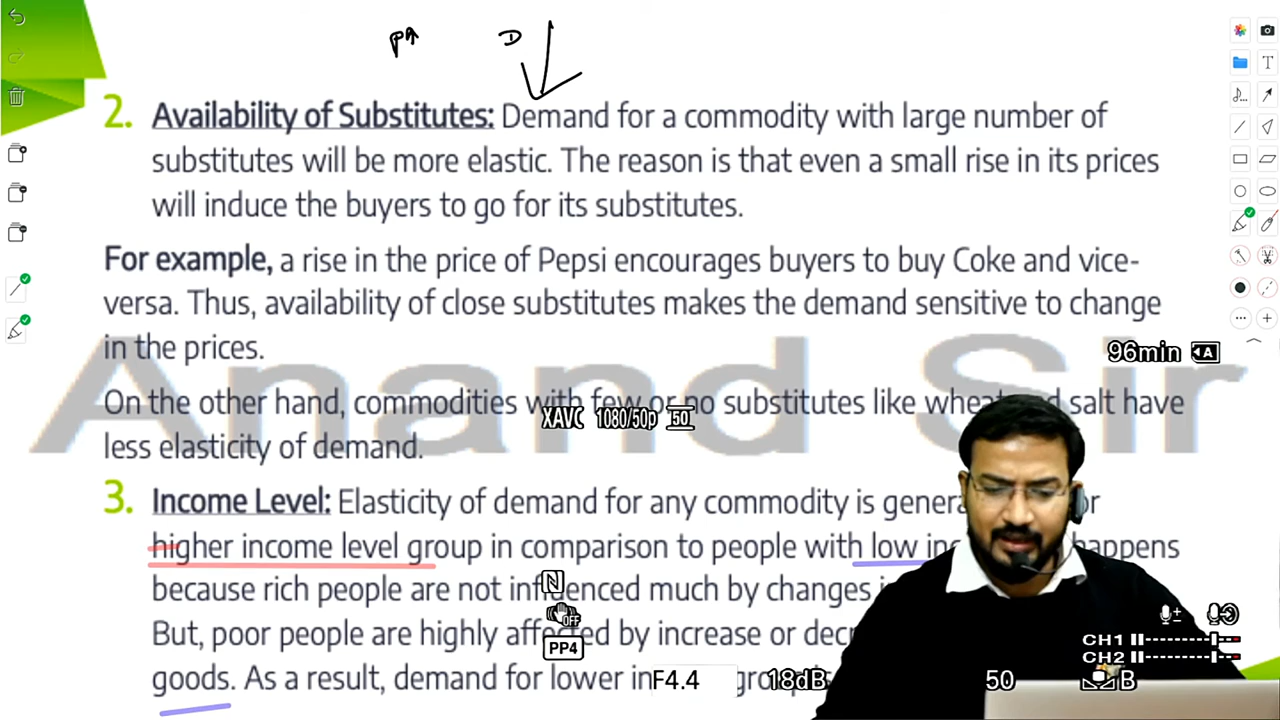 P↑ D
2. Availability of Substitutes: Demand for a commodity with large number of
substitutes will be more elastic. The reason is that even a small rise in its prices
will induce the buyers to go for its substitutes.
For example, a rise in the price of Pepsi encourages buyers to buy Coke and vice-
versa. Thus, availability of close substitutes makes the demand sensitive to change
in the prices.
96min A
Anand Sir
On the other hand, commodities with few or no substitutes like salt have
XAVC 1080/50p 50
less elasticity of demand.
3. Income Level: Elasticity of demand for any commodity is
higher income level group in comparison to people with low happens
because rich people are not influenced much by changes
N
OFF
But, poor people are highly affected by increase or
PP4
CH1
CH2
goods. As a result, demand for lower
F4.4 18dB 50 B